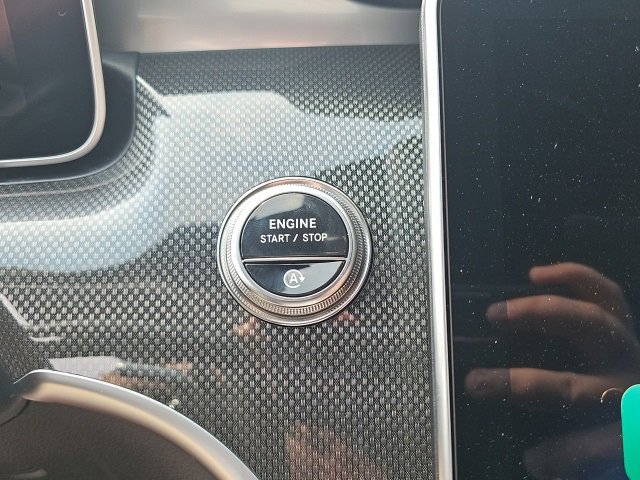 ENGINE
START / STOP
A